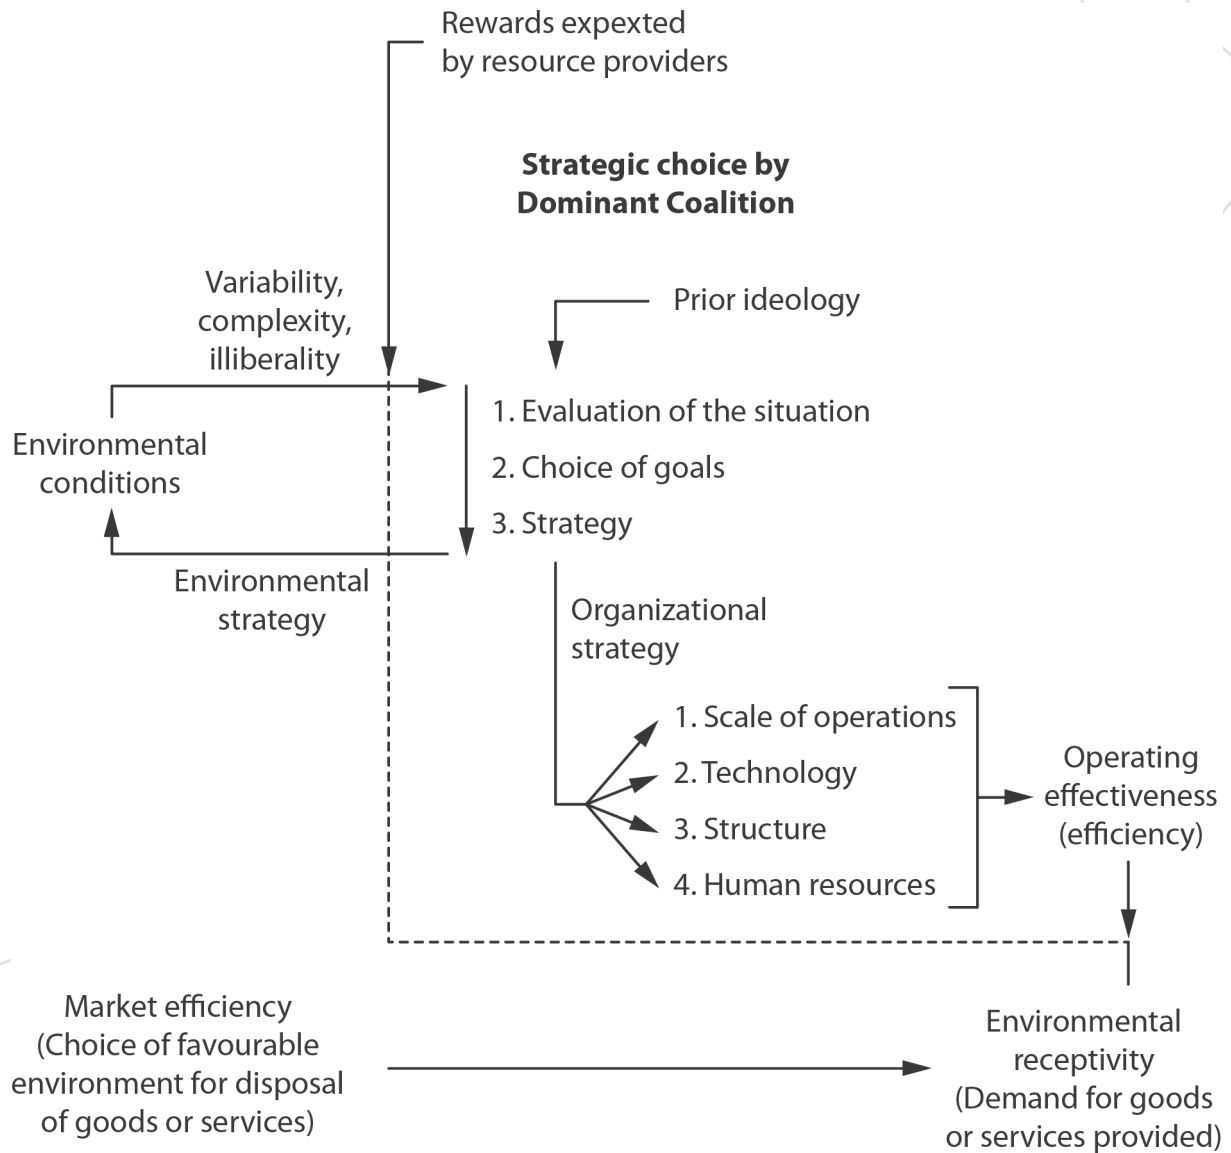 Rewards expexted
by resource providers
Strategic choice by
Dominant Coalition
Variability,
complexity,
illiberality
Prior ideology
Environmental
conditions
1. Evaluation of the situation
2. Choice of goals
3. Strategy
Environmental
strategy
Organizational
strategy
1. Scale of operations
2. Technology
3. Structure
4. Human resources
Operating
effectiveness
(efficiency)
Market efficiency
(Choice of favourable
environment for disposal
of goods or services)
Environmental
receptivity
(Demand for goods
or services provided)